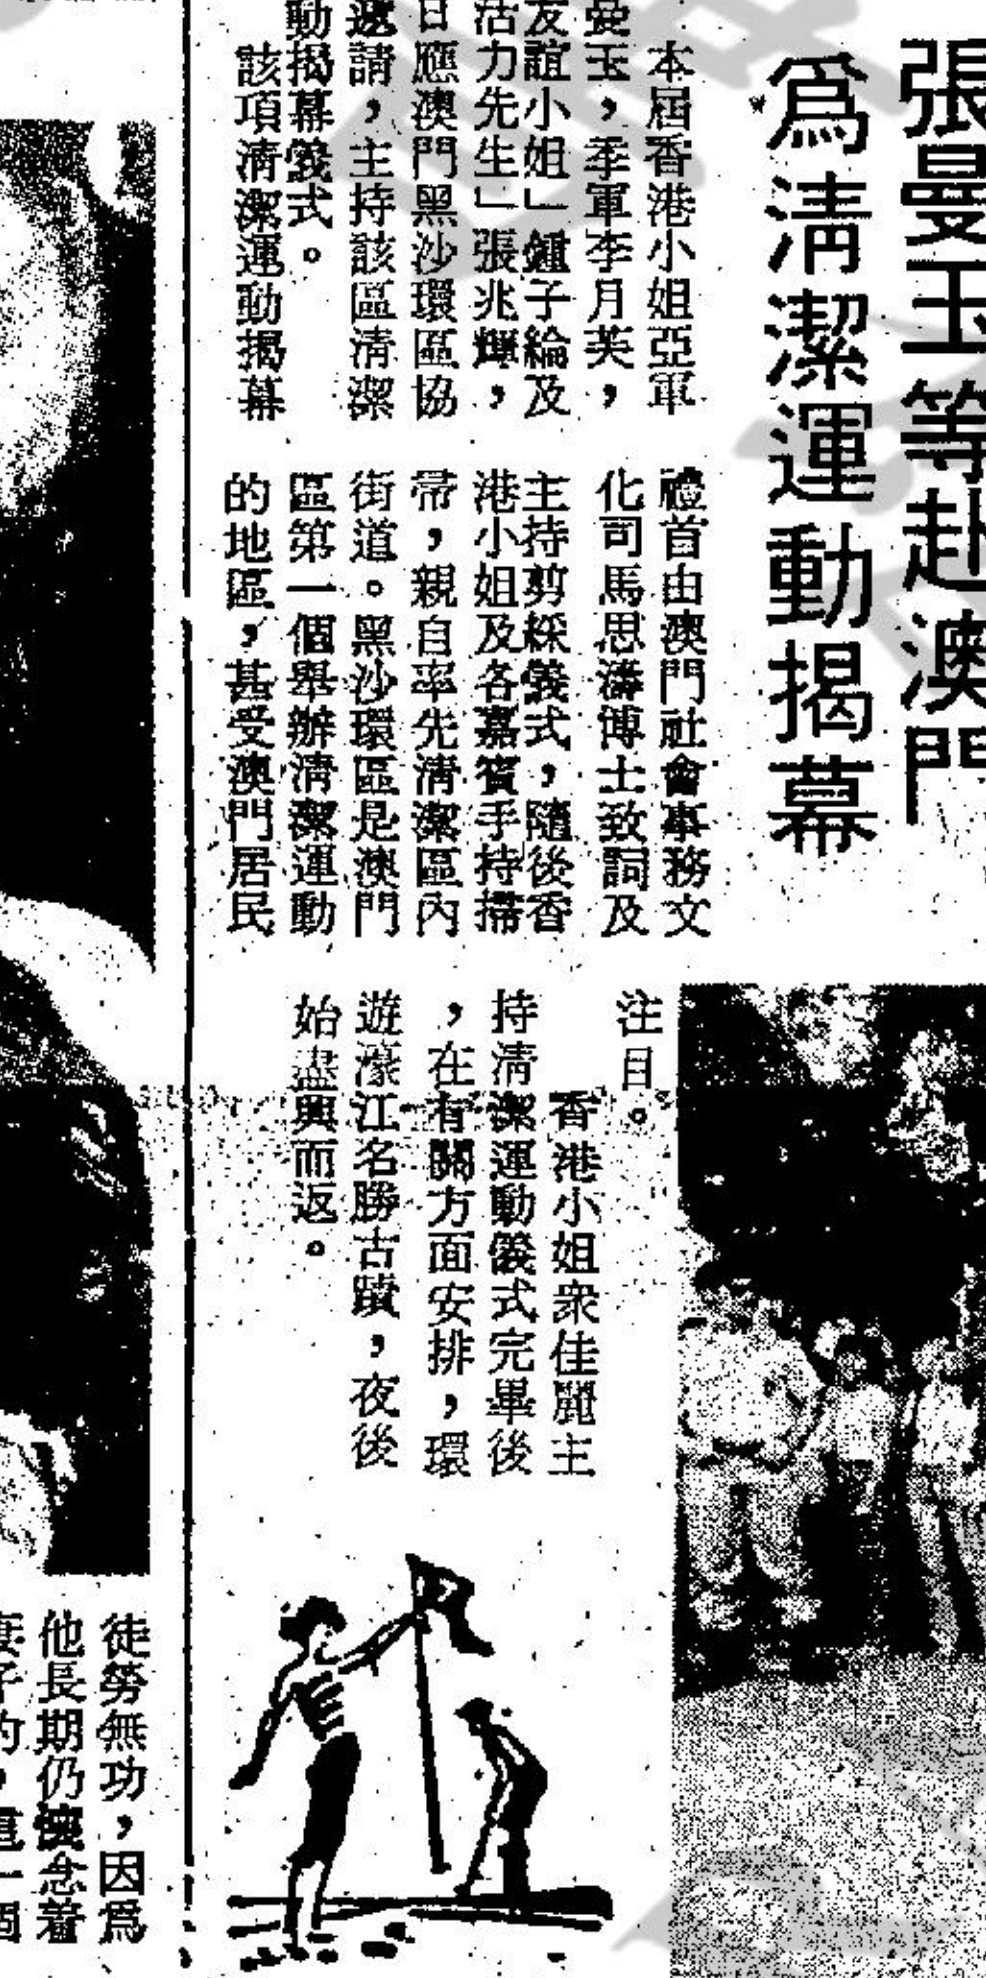 張曼玉等赴澳門
爲清潔運動揭幕
本屆香港小姐亞軍
曼玉,季軍李月芙,
友誼小姐」鍾子綸及
活力先生」張兆輝,
日應澳門黑沙環區協
邀請,主持該區清潔
動揭幕儀式。
該項清潔運動揭幕
禮首由澳門社會事務文
化司馬思濤博士致詞及
主持剪綵儀式,隨後香
港小姐及各嘉賓手持掃
帚,親自率先清潔區內
街道。黑沙環區是澳門
區第一個舉辦清潔運動
的地區,甚受澳門居民
注目。
香港小姐衆佳麗主
持清潔運動儀式完畢後
,在有關方面安排,環
遊濠江名勝古蹟,夜後
始盡興而返。
徒勞無功,因爲
他長期仍懷念着
妻子的,這一個